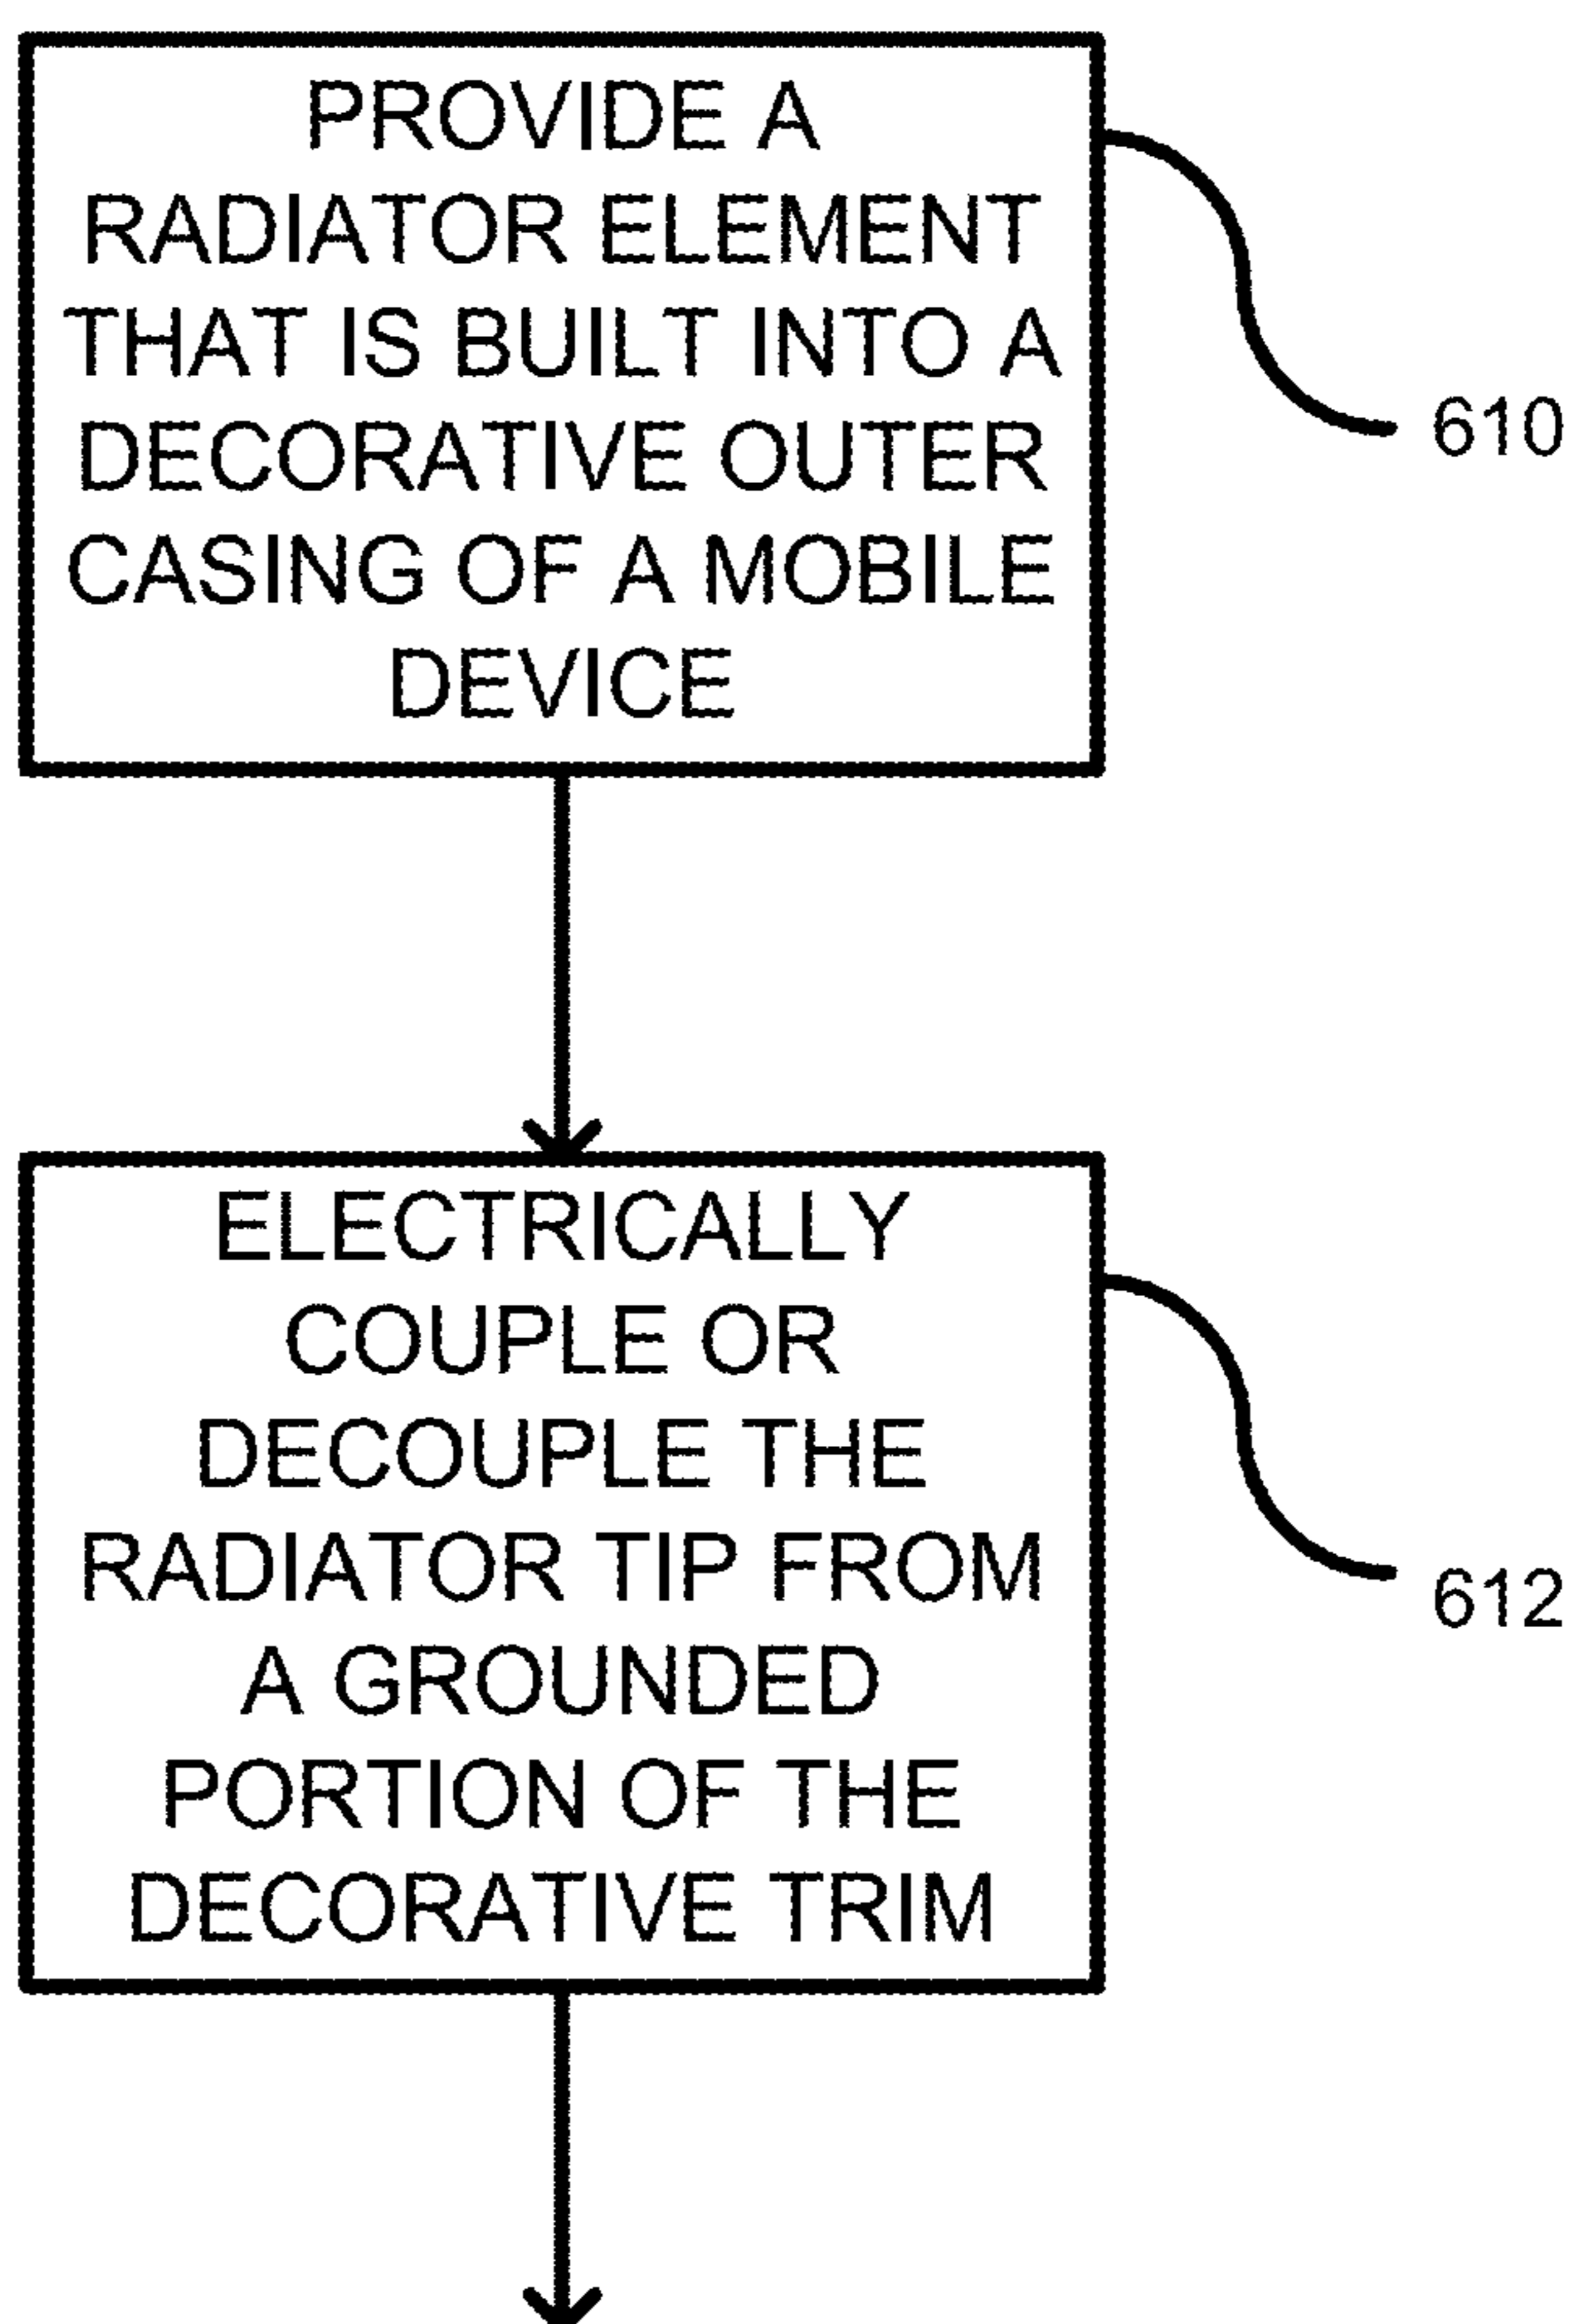 PROVIDE A
RADIATOR ELEMENT
THAT IS BUILT INTO A
DECORATIVE OUTER
CASING OF A MOBILE
DEVICE
610
ELECTRICALLY
COUPLE OR
DECOUPLE THE
RADIATOR TIP FROM
A GROUNDED
PORTION OF THE
DECORATIVE TRIM
612